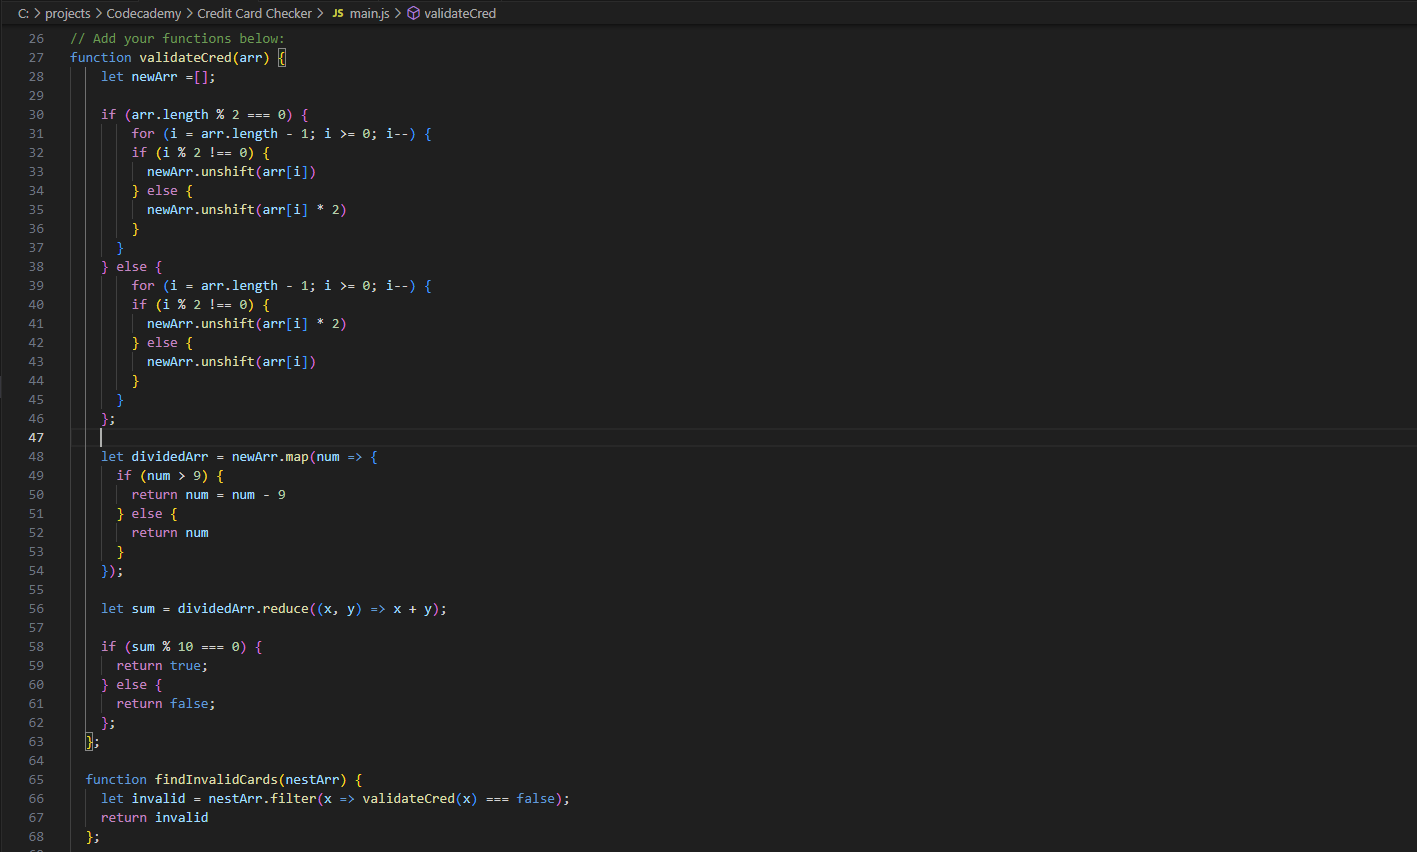 C: > projects > Codecademy > Credit Card Checker > JS main.js > validateCred
26 // Add your functions below:
27 function validateCred(arr) {
28     let newArr =[];
29
30     if (arr.length % 2 === 0) {
31         for (i = arr.length - 1; i >= 0; i--) {
32         if (i % 2 !== 0) {
33           newArr.unshift(arr[i])
34         } else {
35           newArr.unshift(arr[i] * 2)
36         }
37       }
38     } else {
39         for (i = arr.length - 1; i >= 0; i--) {
40         if (i % 2 !== 0) {
41           newArr.unshift(arr[i] * 2)
42         } else {
43           newArr.unshift(arr[i])
44         }
45       }
46     };
47
48     let dividedArr = newArr.map(num => {
49       if (num > 9) {
50         return num = num - 9
51       } else {
52         return num
53       }
54     });
55
56     let sum = dividedArr.reduce((x, y) => x + y);
57
58     if (sum % 10 === 0) {
59       return true;
60     } else {
61       return false;
62     };
63   };
64
65   function findInvalidCards(nestArr) {
66     let invalid = nestArr.filter(x => validateCred(x) === false);
67     return invalid
68   };